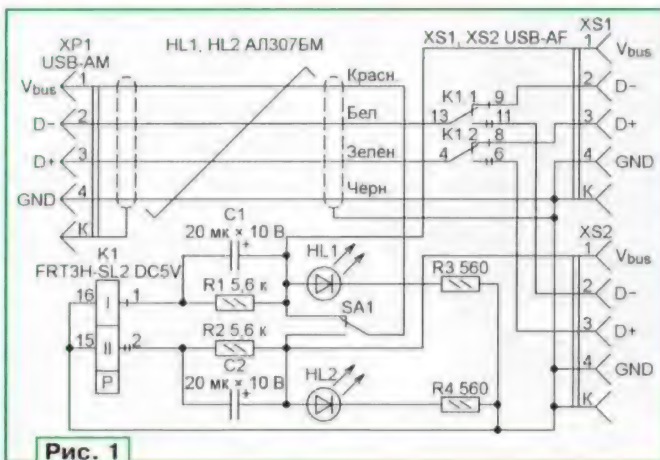 XP1
USB-AM
HL1, HL2 АЛ307БМ
XS1, XS2 USB-AF
XS1
Vbus
1
Красн.
1
Vbus
D−
2
Бел
K1.1
9
2
D−
13
11
D+
3
Зелен
K1.2
8
3
D+
4
6
GND
4
Черн
4
GND
K
K
C1
20 мк × 10 В
+
XS2
K1
FRT3H-SL2 DC5V
HL1
1
Vbus
R3 560
16
I
1
R1 5,6 к
SA1
2
D−
R2 5,6 к
15
II
2
HL2
3
D+
P
C2
20 мк × 10 В
+
R4 560
4
GND
K
Рис. 1